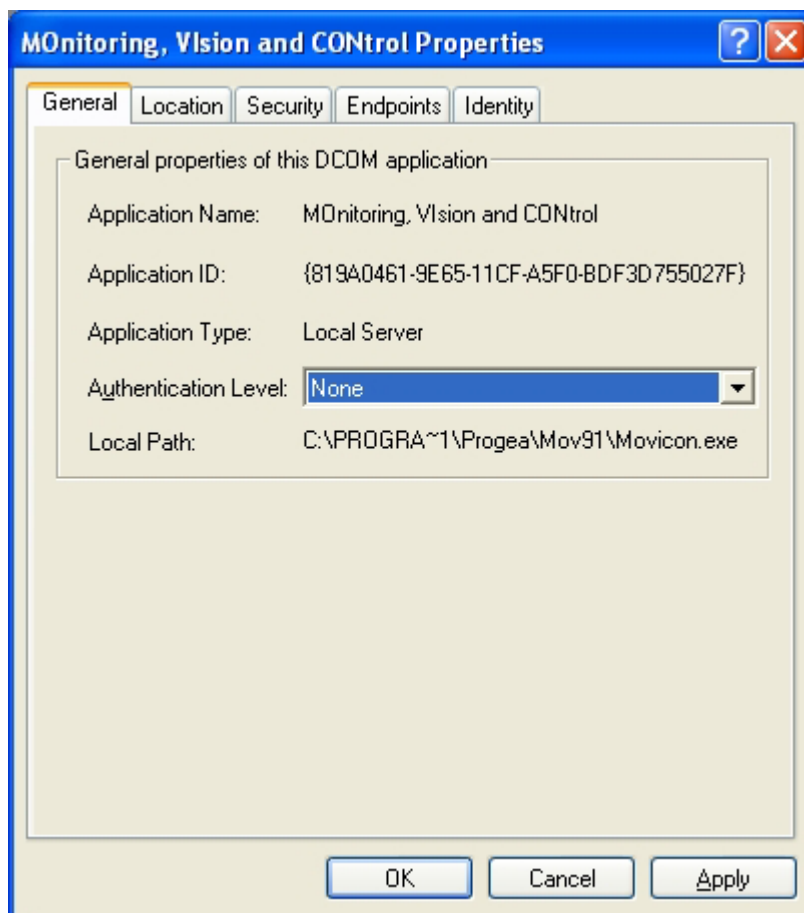 MOnitoring, VIsion and CONtrol Properties
General Location Security Endpoints Identity
General properties of this DCOM application
Application Name: MOnitoring, VIsion and CONtrol
Application ID: {819A0461-9E65-11CF-A5F0-BDF3D755027F}
Application Type: Local Server
Authentication Level: None
Local Path: C:\PROGRA~1\Progea\Mov91\Movicon.exe
OK Cancel Apply